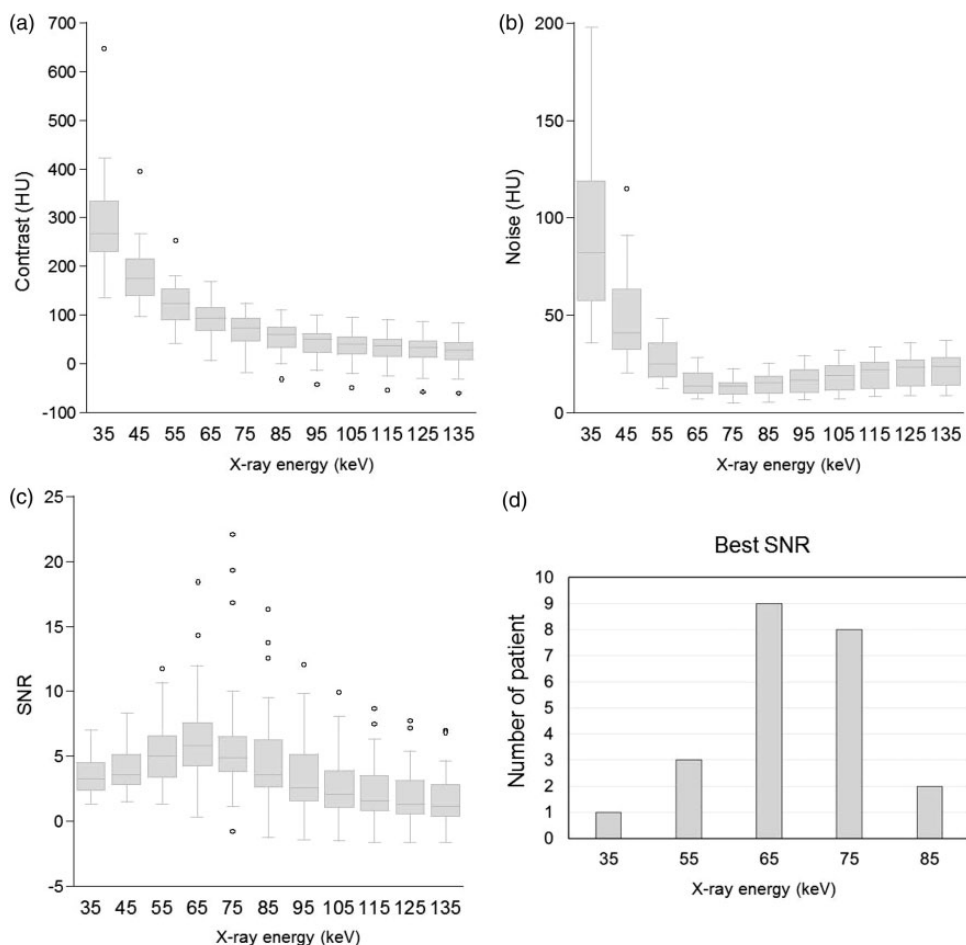 (a)
700
600
500
400
300
200
100
0
-100
Contrast (HU)
35 45 55 65 75 85 95 105 115 125 135
X-ray energy (keV)
(b)
200
150
100
50
0
Noise (HU)
35 45 55 65 75 85 95 105 115 125 135
X-ray energy (keV)
(c)
25
20
15
10
5
0
-5
SNR
35 45 55 65 75 85 95 105 115 125 135
X-ray energy (keV)
(d)
Best SNR
10
9
8
7
6
5
4
3
2
1
0
Number of patient
35 55 65 75 85
X-ray energy (keV)